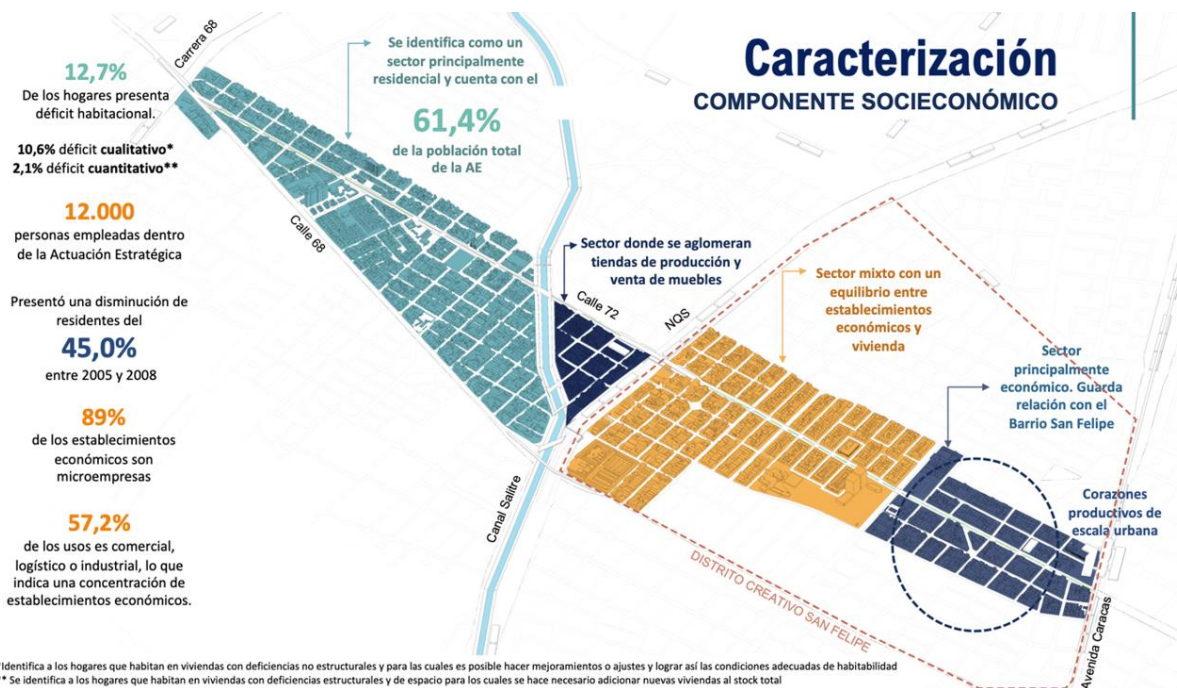 Caracterización
COMPONENTE SOCIECONÓMICO
12,7%
De los hogares presenta
déficit habitacional.
10,6% déficit cualitativo*
2,1% déficit cuantitativo**
12.000
personas empleadas dentro
de la Actuación Estratégica
Presentó una disminución de
residentes del
45,0%
entre 2005 y 2008
89%
de los establecimientos
económicos son
microempresas
57,2%
de los usos es comercial,
logístico o industrial, lo que
indica una concentración de
establecimientos económicos.
Carrera 68
Se identifica como un
sector principalmente
residencial y cuenta con el
61,4%
de la población total
de la AE
Calle 68
Sector donde se aglomeran
tiendas de producción y
venta de muebles
Calle 72
NQS
Canal Salitre
Sector mixto con un
equilibrio entre
establecimientos
económicos y
vivienda
Sector
principalmente
económico. Guarda
relación con el
Barrio San Felipe
Corazones
productivos de
escala urbana
DISTRITO CREATIVO SAN FELIPE
Avenida Caracas
*Identifica a los hogares que habitan en viviendas con deficiencias no estructurales y para las cuales es posible hacer mejoramientos o ajustes y lograr así las condiciones adecuadas de habitabilidad
** Se identifica a los hogares que habitan en viviendas con deficiencias estructurales y de espacio para los cuales se hace necesario adicionar nuevas viviendas al stock total